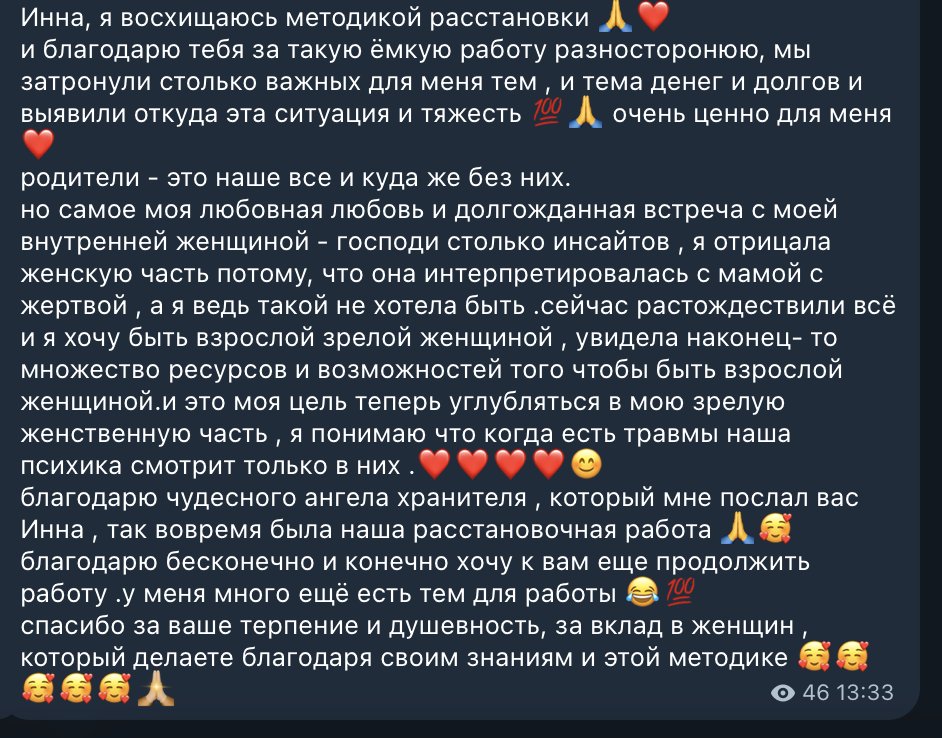 Инна, я восхищаюсь методикой расстановки 🙏❤️
и благодарю тебя за такую ёмкую работу разностороннюю, мы
затронули столько важных для меня тем , и тема денег и долгов и
выявили откуда эта ситуация и тяжесть 💯🙏 очень ценно для меня
❤️
родители - это наше все и куда же без них.
но самое моя любовная любовь и долгожданная встреча с моей
внутренней женщиной - господи столько инсайтов , я отрицала
женскую часть потому, что она интерпретировалась с мамой с
жертвой , а я ведь такой не хотела быть .сейчас растождествили всё
и я хочу быть взрослой зрелой женщиной , увидела наконец- то
множество ресурсов и возможностей того чтобы быть взрослой
женщиной.и это моя цель теперь углубляться в мою зрелую
женственную часть , я понимаю что когда есть травмы наша
психика смотрит только в них .❤️❤️❤️❤️😊
благодарю чудесного ангела хранителя , который мне послал вас
Инна , так вовремя была наша расстановочная работа 🙏🥰
благодарю бесконечно и конечно хочу к вам еще продолжить
работу .у меня много ещё есть тем для работы 😂💯
спасибо за ваше терпение и душевность, за вклад в женщин ,
который делаете благодаря своим знаниям и этой методике 🥰🥰
🥰🥰🥰🙏🏼 46 13:33